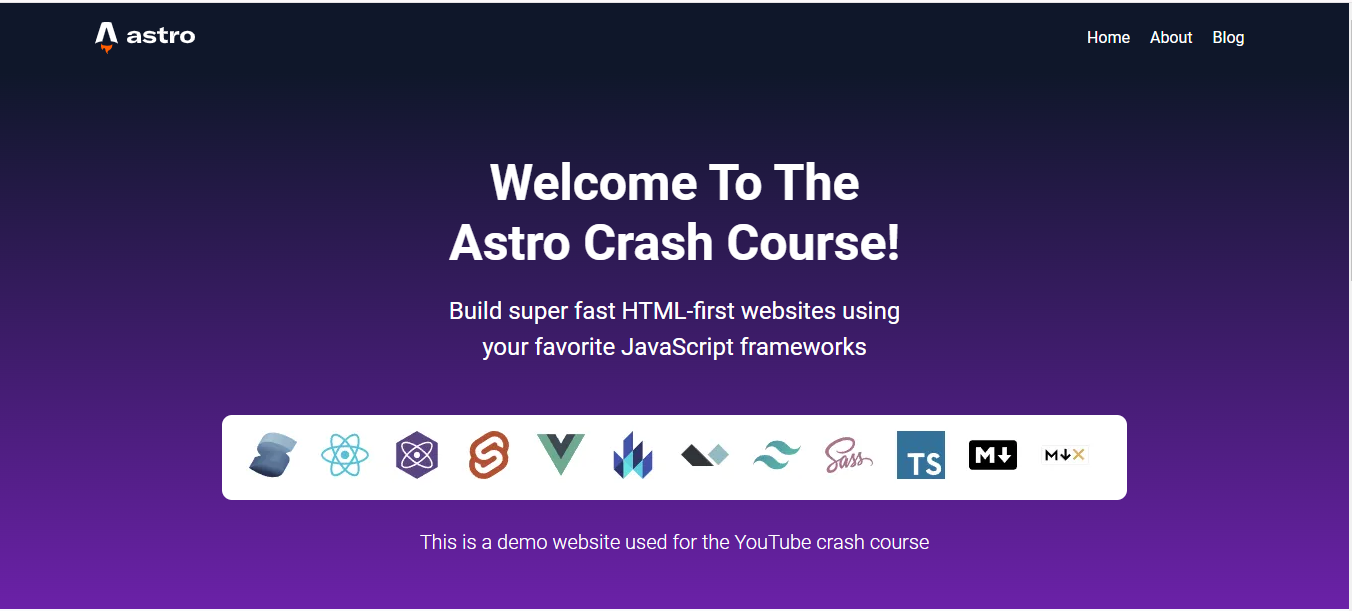 astro
Home About Blog
Welcome To The
Astro Crash Course!
Build super fast HTML-first websites using
your favorite JavaScript frameworks
Sass TS M↓ M↓X
This is a demo website used for the YouTube crash course